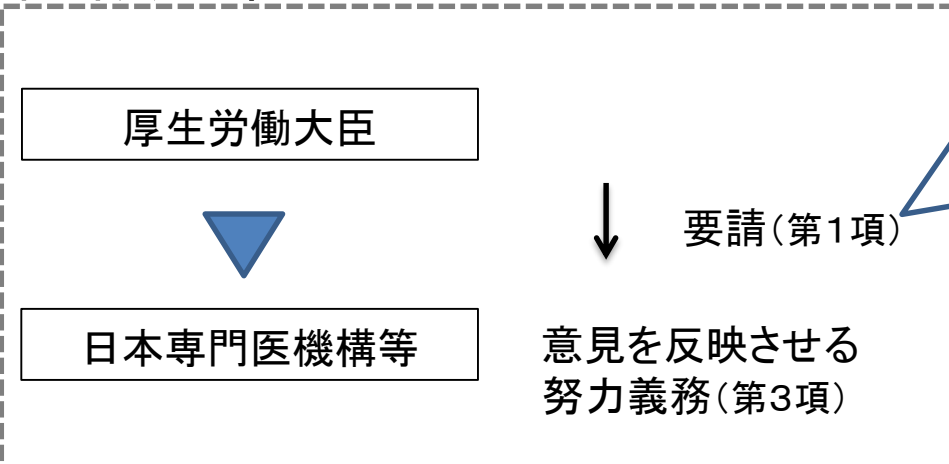 厚生労働大臣
要請(第1項)
日本専門医機構等
意見を反映させる
努力義務(第3項)